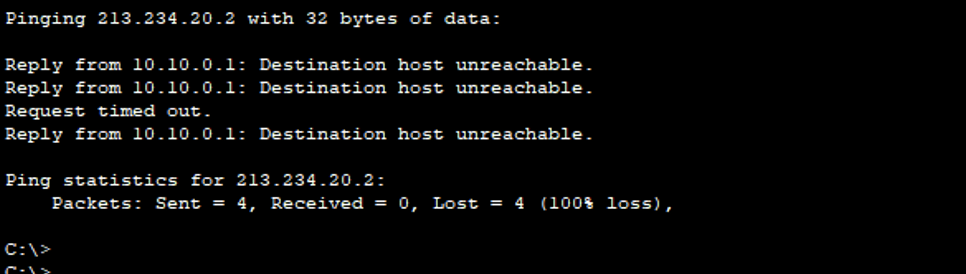 Pinging 213.234.20.2 with 32 bytes of data:
Reply from 10.10.0.1: Destination host unreachable.
Reply from 10.10.0.1: Destination host unreachable.
Request timed out.
Reply from 10.10.0.1: Destination host unreachable.
Ping statistics for 213.234.20.2:
Packets: Sent = 4, Received = 0, Lost = 4 (100% loss),
C:\>
C:\>